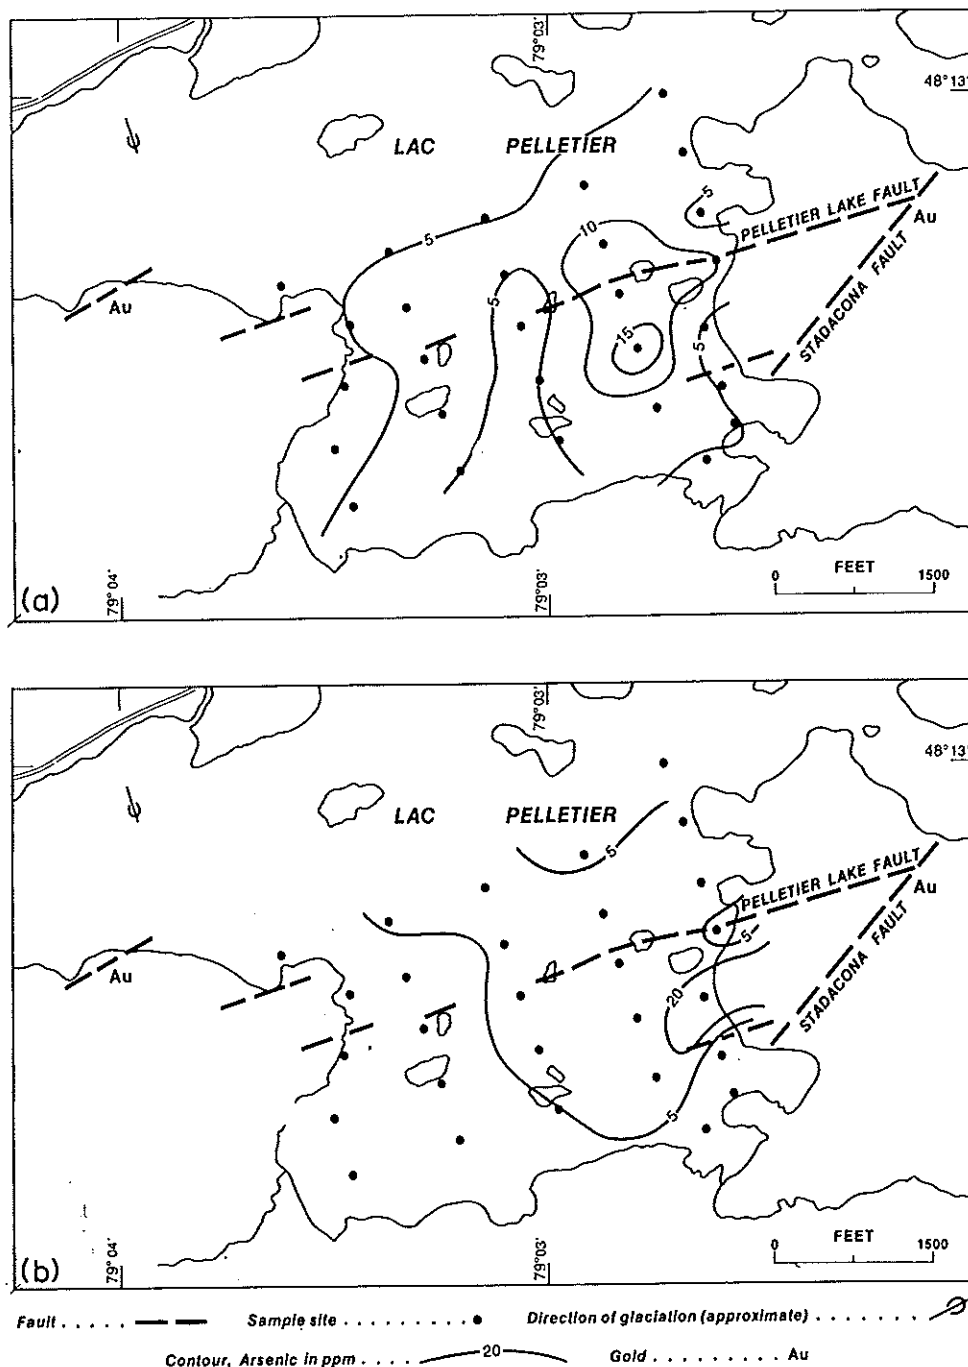 79° 03'
48° 13'
LAC PELLETIER
5
10
5
PELLETIER LAKE FAULT
Au
STADACONA FAULT
Au
5
15
5
FEET
0 1500
79° 04'
79° 03'
(a)
79° 03'
48° 13'
LAC PELLETIER
5
PELLETIER LAKE FAULT
Au
STADACONA FAULT
5
Au
20
5
FEET
0 1500
79° 04'
79° 03'
(b)
Fault . . . . . Sample site . . . . . . . . . Direction of glaciation (approximate) . . . . . . .
Contour, Arsenic in ppm . . . . 20 Gold . . . . . . . . . Au